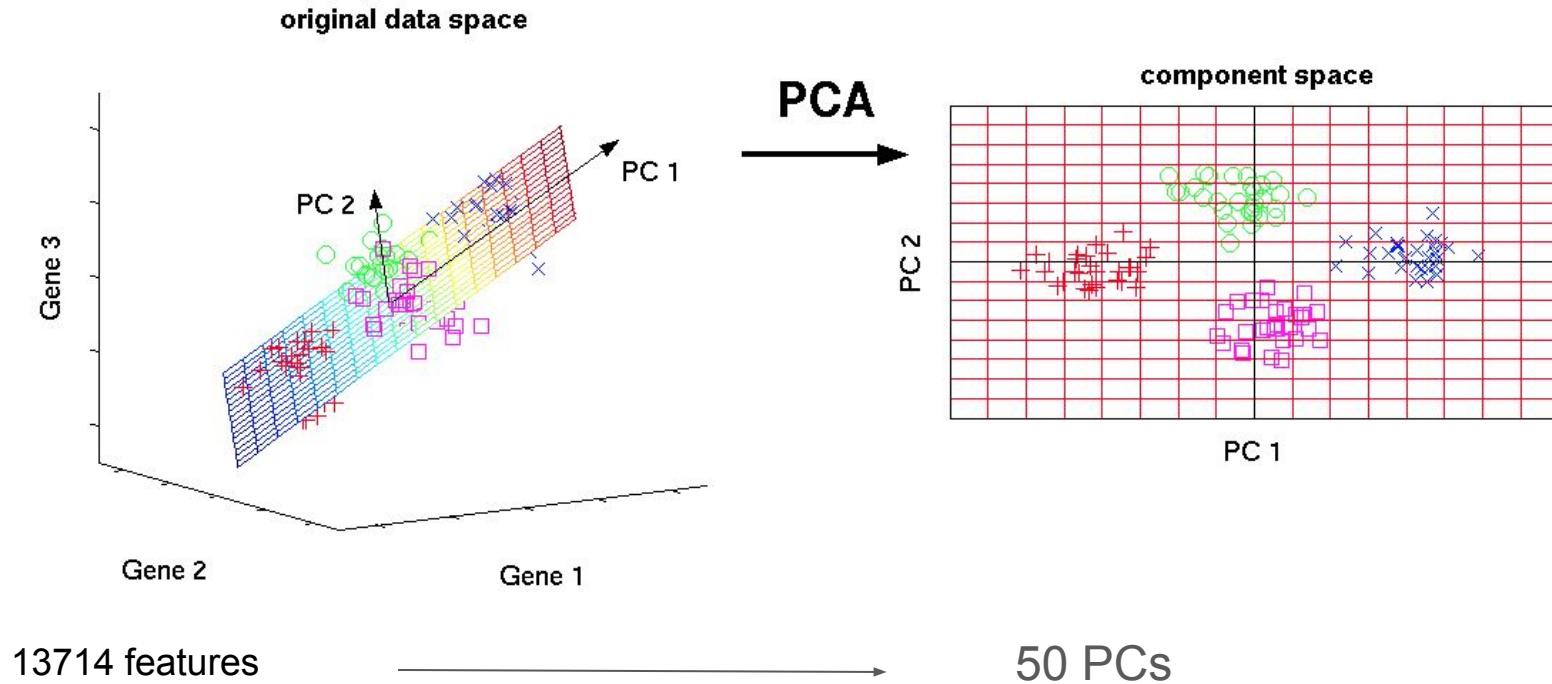 original data space
PCA
component space
PC 1
PC 2
Gene 3
PC 2
PC 1
Gene 2
Gene 1
13714 features
50 PCs